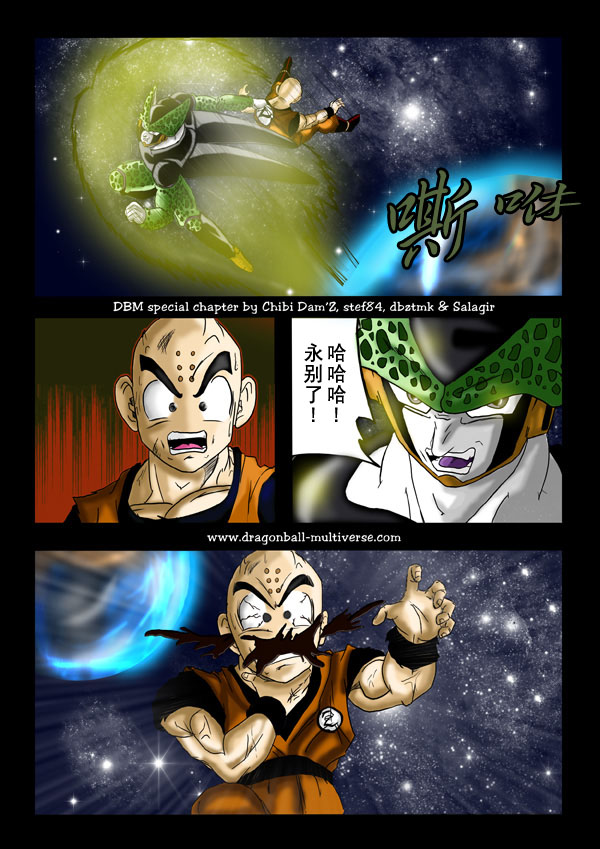 嘶 咻
DBM special chapter by Chibi Dam'Z, stef84, dbztmk & Salagir
哈哈哈！
永别了！
www.dragonball-multiverse.com